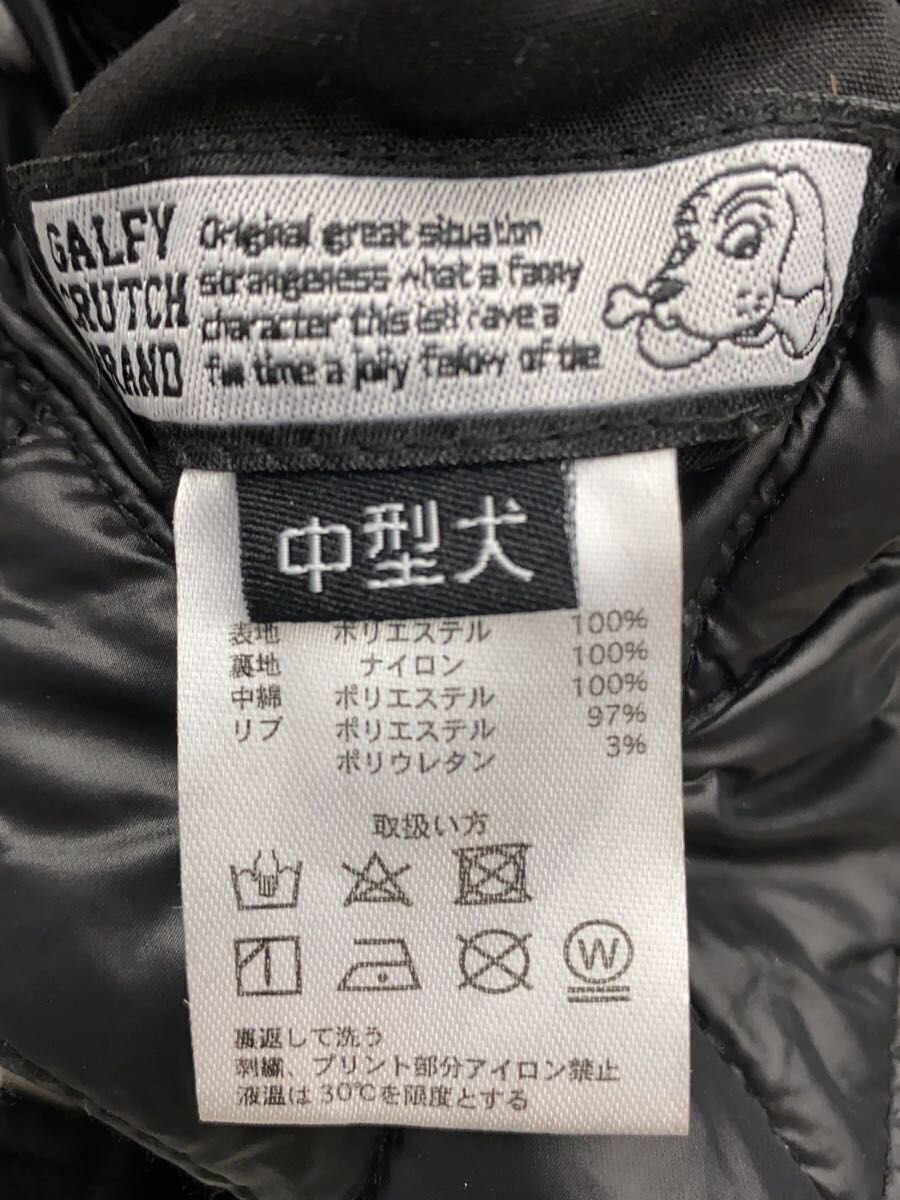 GALFY
CRUTCH
BRAND
Original great situation
strangeness what a fanny
character this is!! have a
fun time a jolly fellow of the
中型犬
表地 ポリエステル 100%
裏地 ナイロン 100%
中綿 ポリエステル 100%
リブ ポリエステル 97%
ポリウレタン 3%
取扱い方
W
裏返して洗う
刺繍、プリント部分アイロン禁止
液温は30℃を限度とする